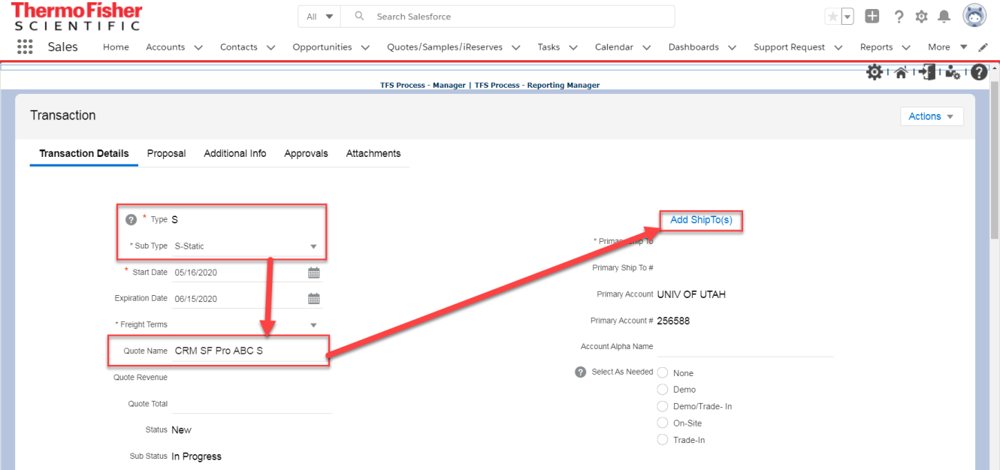 ThermoFisher
SCIENTIFIC
All Search Salesforce
Sales Home Accounts Contacts Opportunities Quotes/Samples/iReserves Tasks Calendar Dashboards Support Request Reports More
TFS Process - Manager | TFS Process - Reporting Manager
Transaction
Actions
Transaction Details Proposal Additional Info Approvals Attachments
* Type S
* Sub Type S-Static
* Start Date 05/16/2020
Expiration Date 06/15/2020
* Freight Terms
Quote Name CRM SF Pro ABC S
Quote Revenue
Quote Total
Status New
Sub Status In Progress
Add ShipTo(s)
* Primary Ship To
Primary Ship To #
Primary Account UNIV OF UTAH
Primary Account # 256588
Account Alpha Name
Select As Needed None
Demo
Demo/Trade- In
On-Site
Trade-In